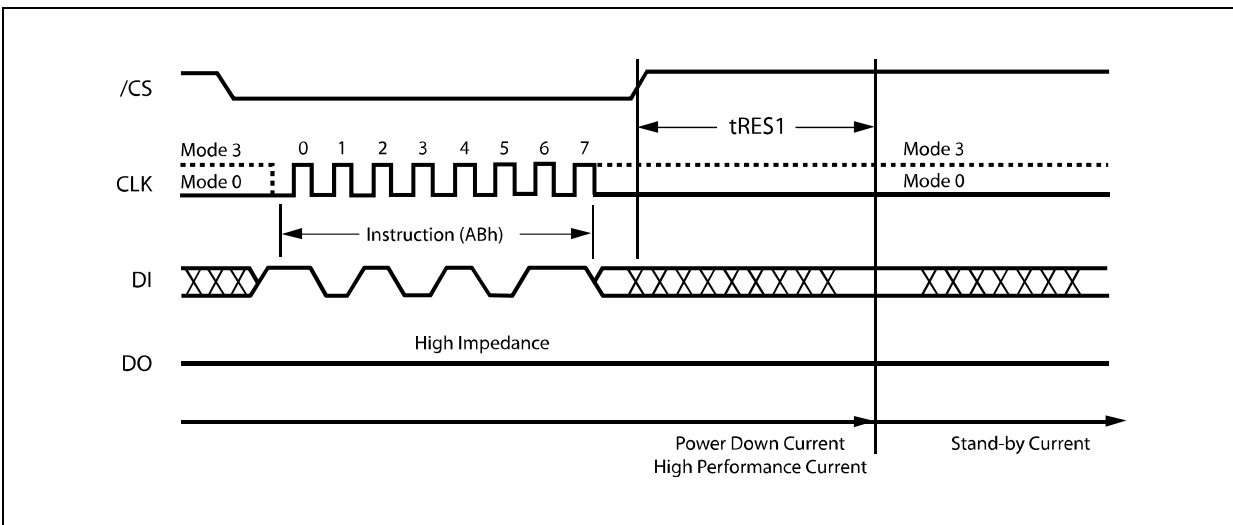 /CS
tRES1
Mode 3
0 1 2 3 4 5 6 7
Mode 3
CLK
Mode 0
Mode 0
Instruction (ABh)
DI
High Impedance
DO
Power Down Current
High Performance Current
Stand-by Current